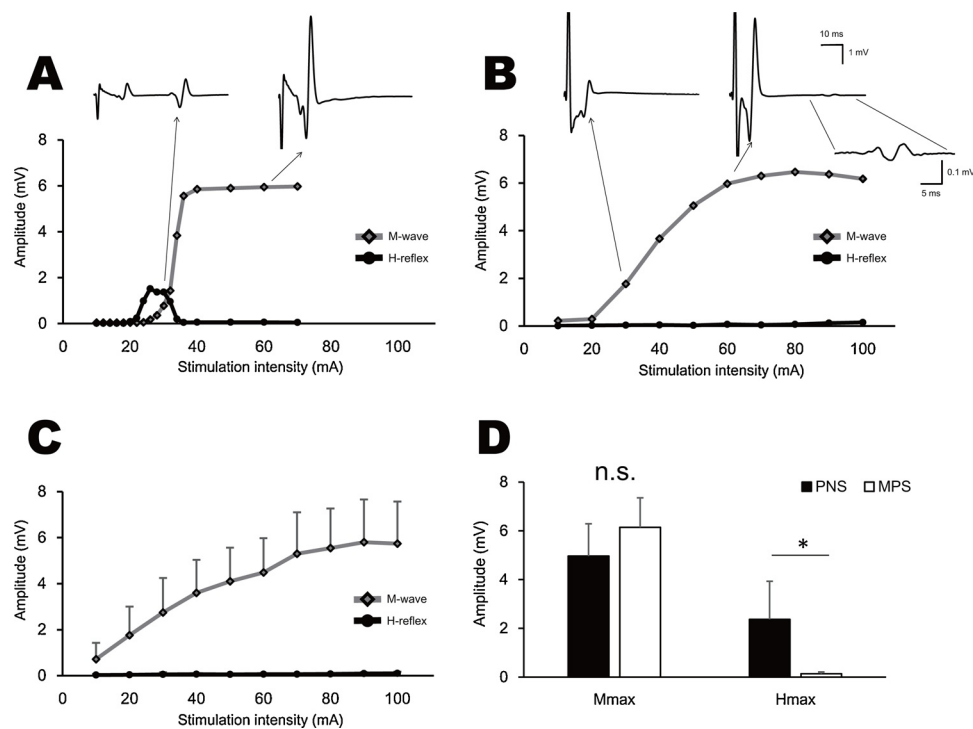 A
8
6
4
2
0
Amplitude (mV)
M-wave
H-reflex
0 20 40 60 80 100
Stimulation intensity (mA)
B
10 ms
1 mV
0.1 mV
5 ms
8
6
4
2
0
Amplitude (mV)
M-wave
H-reflex
0 20 40 60 80 100
Stimulation intensity (mA)
C
8
6
4
2
0
Amplitude (mV)
M-wave
H-reflex
0 20 40 60 80 100
Stimulation intensity (mA)
D
n.s.
PNS MPS
*
8
6
4
2
0
Amplitude (mV)
Mmax Hmax